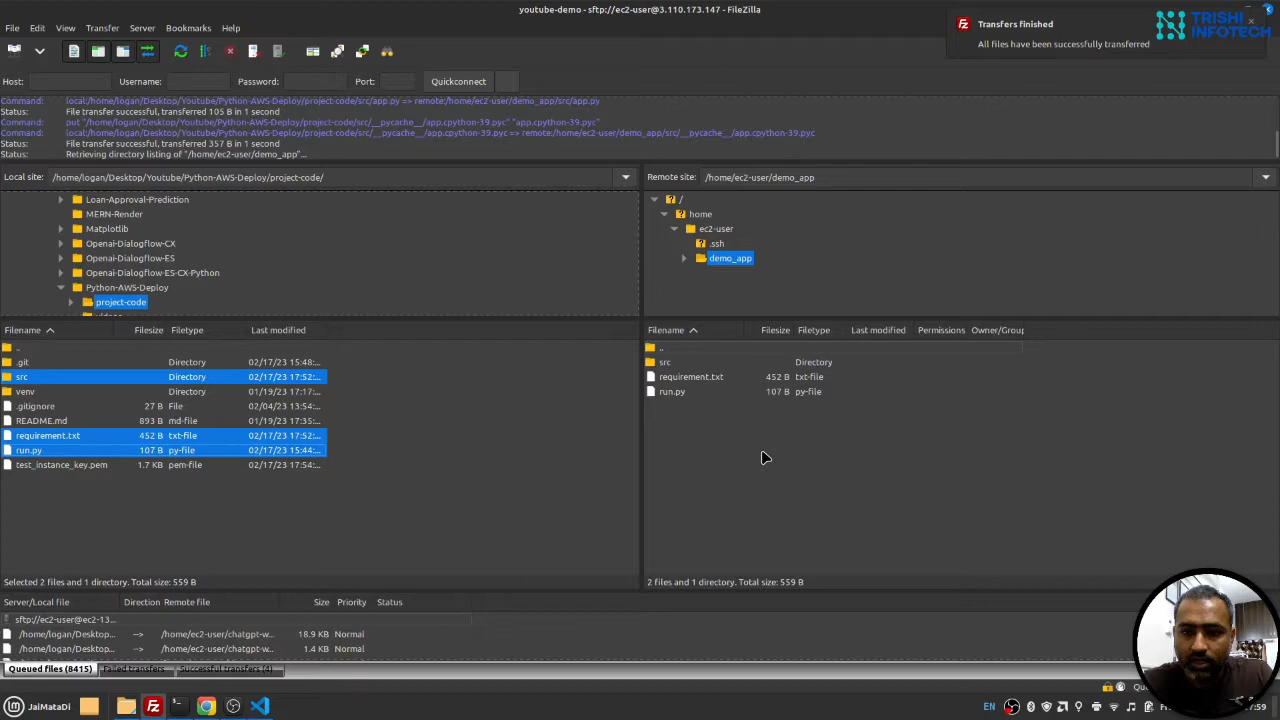 youtube-demo - sftp://ec2-user@3.110.173.147 - FileZilla
File Edit View Transfer Server Bookmarks Help
Transfers finished
All files have been successfully transferred
TRISHI
INFOTECH
Host: Username: Password: Port: Quickconnect
Command: local:/home/logan/Desktop/Youtube/Python-AWS-Deploy/project-code/src/app.py => remote:/home/ec2-user/demo_app/src/app.py
Status: File transfer successful, transferred 105 B in 1 second
Command: put "/home/logan/Desktop/Youtube/Python-AWS-Deploy/project-code/src/__pycache__/app.cpython-39.pyc" "app.cpython-39.pyc"
Command: local:/home/logan/Desktop/Youtube/Python-AWS-Deploy/project-code/src/__pycache__/app.cpython-39.pyc => remote:/home/ec2-user/demo_app/src/__pycache__/app.cpython-39.pyc
Status: File transfer successful, transferred 357 B in 1 second
Status: Retrieving directory listing of "/home/ec2-user/demo_app"...
Local site: /home/logan/Desktop/Youtube/Python-AWS-Deploy/project-code/
Loan-Approval-Prediction
MERN-Render
Matplotlib
Openai-Dialogflow-CX
Openai-Dialogflow-ES
Openai-Dialogflow-ES-CX-Python
Python-AWS-Deploy
project-code
Remote site: /home/ec2-user/demo_app
/
home
ec2-user
.ssh
demo_app
Filename Filesize Filetype Last modified
..
.git Directory 02/17/23 15:48:...
src Directory 02/17/23 17:52:...
venv Directory 01/19/23 17:17:...
.gitignore 27 B File 02/04/23 13:54:...
README.md 893 B md-file 01/19/23 17:35:...
requirement.txt 452 B txt-file 02/17/23 17:52:...
run.py 107 B py-file 02/17/23 15:44:...
test_instance_key.pem 1.7 KB pem-file 02/17/23 17:54:...
Selected 2 files and 1 directory. Total size: 559 B
Filename Filesize Filetype Last modified Permissions Owner/Group
..
src Directory
requirement.txt 452 B txt-file
run.py 107 B py-file
2 files and 1 directory. Total size: 559 B
Server/Local file Direction Remote file Size Priority Status
sftp://ec2-user@ec2-13...
/home/logan/Desktop... --> /home/ec2-user/chatgpt-w... 18.9 KB Normal
/home/logan/Desktop... --> /home/ec2-user/chatgpt-w... 1.4 KB Normal
Queued files (8415) Failed transfers Successful transfers (4)
JaiMataDi
EN